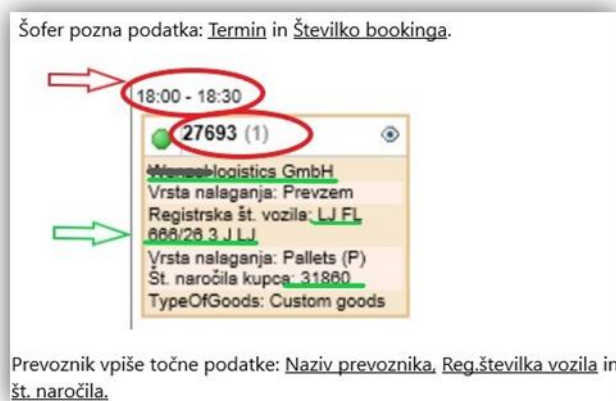 Šofer pozna podatka: Termin in Številko bookinga.
18:00 - 18:30
27693 (1)
logistics GmbH
Vrsta nalaganja: Prevzem
Registrska št. vozila: LJ FL
666/26 3 J LJ
Vrsta nalaganja: Pallets (P)
Št. naročila kupca: 31860
TypeOfGoods: Custom goods
Prevoznik vpiše točne podatke: Naziv prevoznika, Reg.številka vozila in
št. naročila.